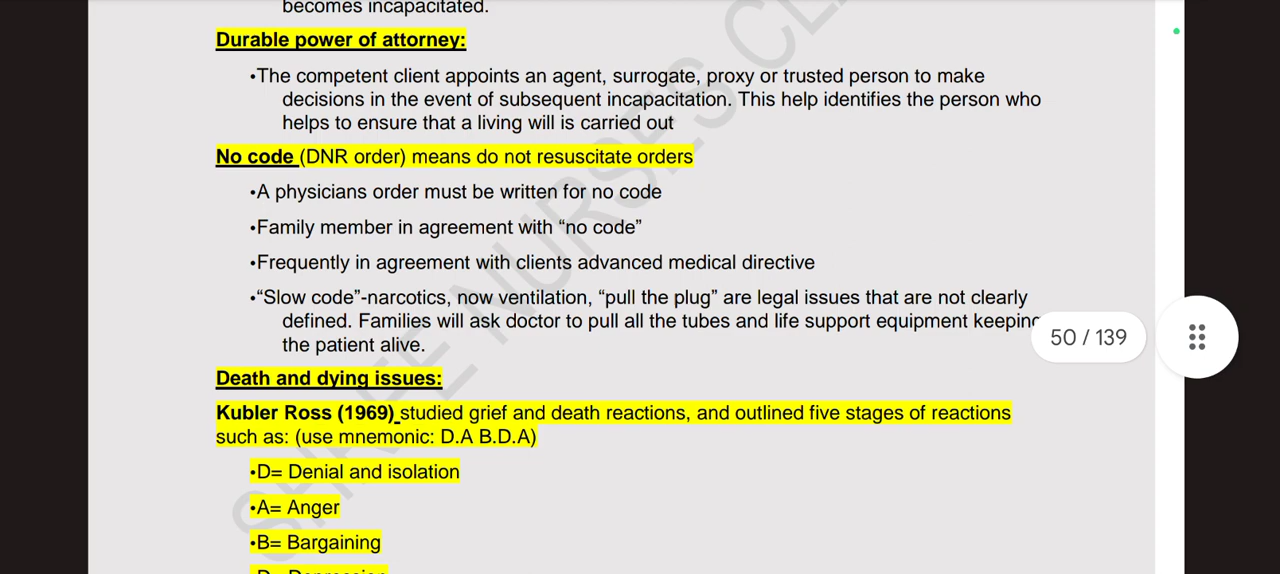 becomes incapacitated.
Durable power of attorney:
•The competent client appoints an agent, surrogate, proxy or trusted person to make
decisions in the event of subsequent incapacitation. This help identifies the person who
helps to ensure that a living will is carried out
No code (DNR order) means do not resuscitate orders
•A physicians order must be written for no code
•Family member in agreement with “no code”
•Frequently in agreement with clients advanced medical directive
•“Slow code”-narcotics, now ventilation, “pull the plug” are legal issues that are not clearly
defined. Families will ask doctor to pull all the tubes and life support equipment keeping
the patient alive.
50 / 139
Death and dying issues:
Kubler Ross (1969) studied grief and death reactions, and outlined five stages of reactions
such as: (use mnemonic: D.A B.D.A)
•D= Denial and isolation
•A= Anger
•B= Bargaining
•D= Depression